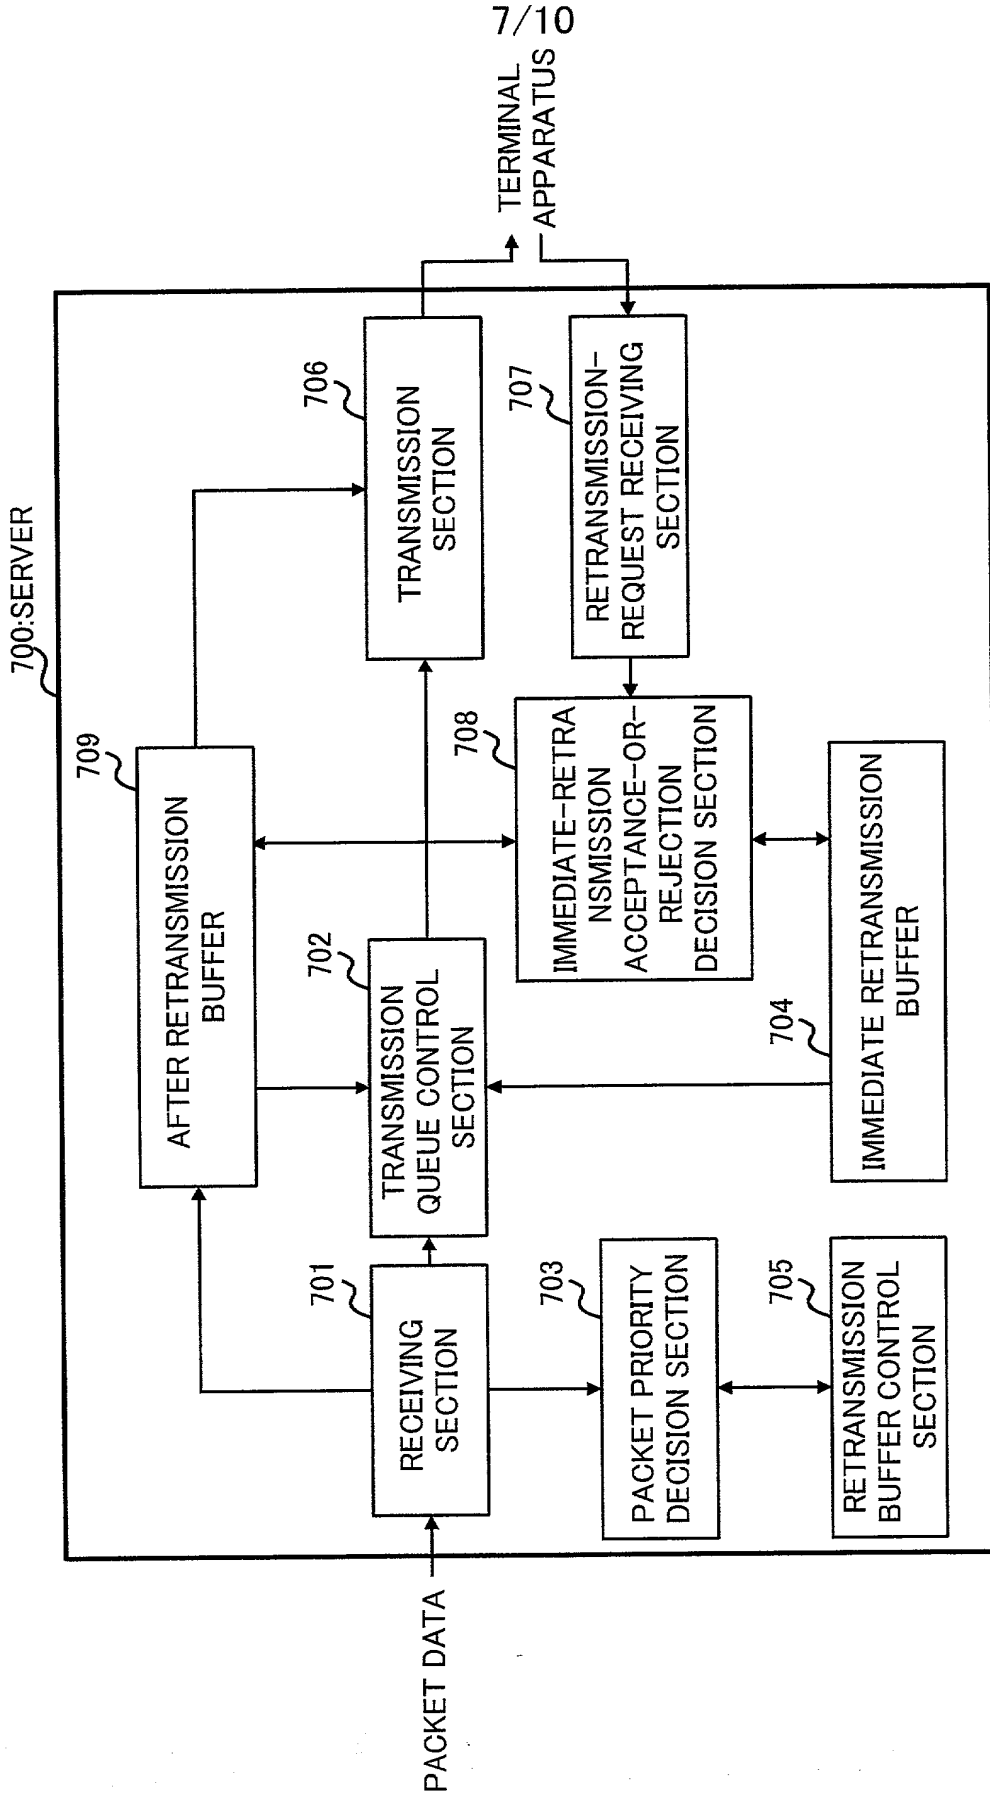 7/10
700:SERVER
709
AFTER RETRANSMISSION
BUFFER
PACKET DATA
701
RECEIVING
SECTION
702
TRANSMISSION
QUEUE CONTROL
SECTION
706
TRANSMISSION
SECTION
TERMINAL
APPARATUS
703
PACKET PRIORITY
DECISION SECTION
708
IMMEDIATE-RETRA
NSMISSION
ACCEPTANCE-OR-
REJECTION
DECISION SECTION
707
RETRANSMISSION-
REQUEST RECEIVING
SECTION
705
RETRANSMISSION
BUFFER CONTROL
SECTION
704
IMMEDIATE RETRANSMISSION
BUFFER